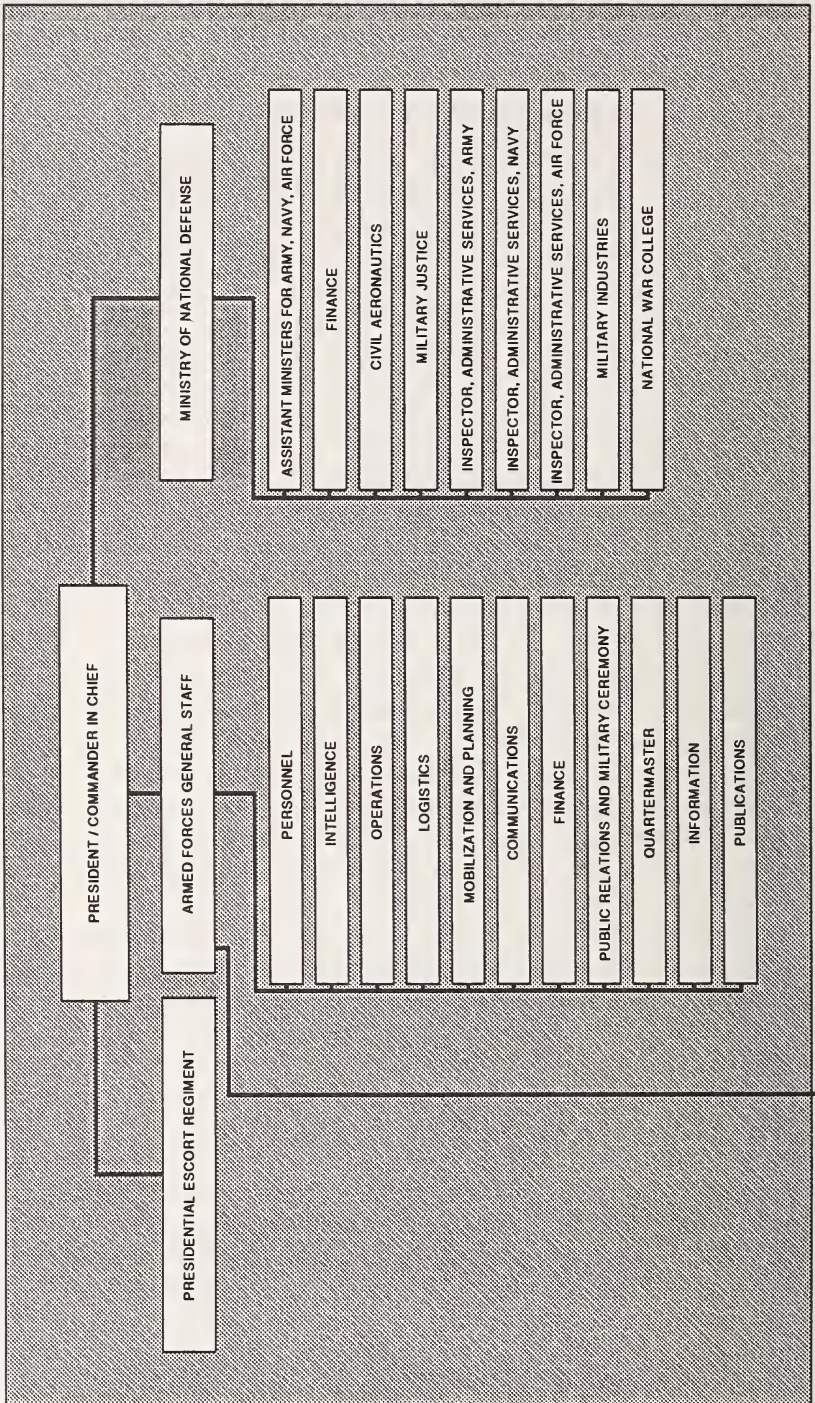 PRESIDENT / COMMANDER IN CHIEF
PRESIDENTIAL ESCORT REGIMENT
ARMED FORCES GENERAL STAFF
MINISTRY OF NATIONAL DEFENSE
PERSONNEL
INTELLIGENCE
OPERATIONS
LOGISTICS
MOBILIZATION AND PLANNING
COMMUNICATIONS
FINANCE
PUBLIC RELATIONS AND MILITARY CEREMONY
QUARTERMASTER
INFORMATION
PUBLICATIONS
ASSISTANT MINISTERS FOR ARMY, NAVY, AIR FORCE
FINANCE
CIVIL AERONAUTICS
MILITARY JUSTICE
INSPECTOR, ADMINISTRATIVE SERVICES, ARMY
INSPECTOR, ADMINISTRATIVE SERVICES, NAVY
INSPECTOR, ADMINISTRATIVE SERVICES, AIR FORCE
MILITARY INDUSTRIES
NATIONAL WAR COLLEGE